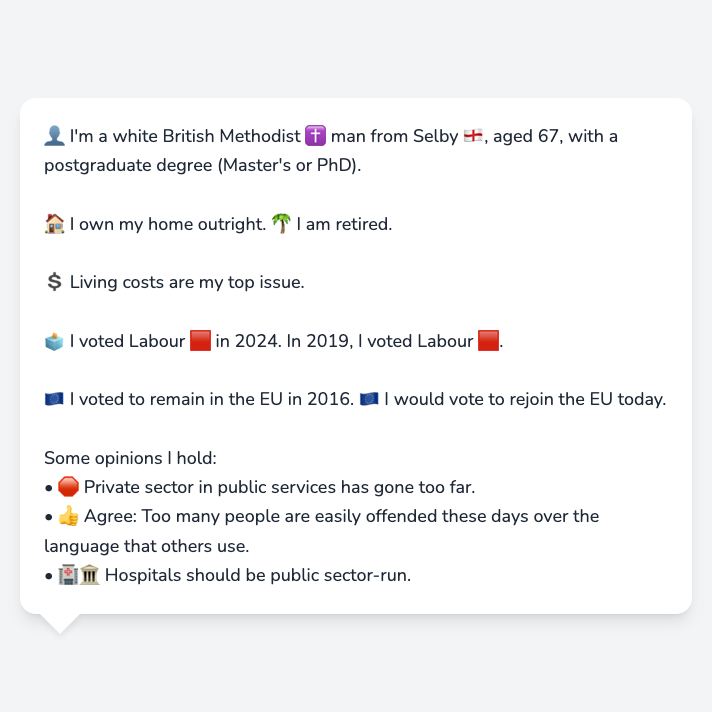 👤 I'm a white British Methodist ✝️ man from Selby 🏴󠁧󠁢󠁥󠁮󠁧󠁿, aged 67, with a
postgraduate degree (Master's or PhD).
🏠 I own my home outright. 🌴 I am retired.
💲 Living costs are my top issue.
🗳️ I voted Labour 🟥 in 2024. In 2019, I voted Labour 🟥.
🇪🇺 I voted to remain in the EU in 2016. 🇪🇺 I would vote to rejoin the EU today.
Some opinions I hold:
• 🛑 Private sector in public services has gone too far.
• 👍 Agree: Too many people are easily offended these days over the
language that others use.
• 🏥🏛️ Hospitals should be public sector-run.